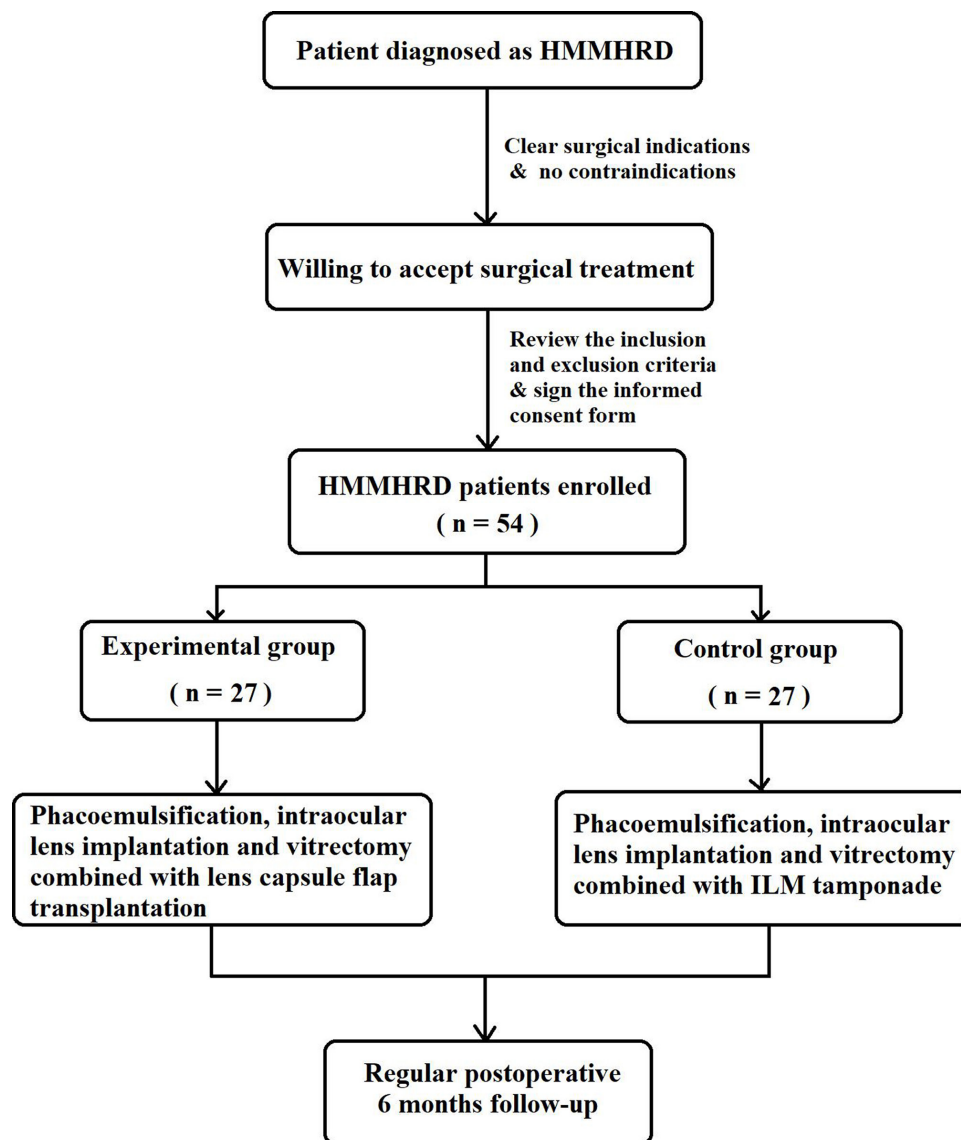 Patient diagnosed as HMMHRD
Clear surgical indications
& no contraindications
Willing to accept surgical treatment
Review the inclusion
and exclusion criteria
& sign the informed
consent form
HMMHRD patients enrolled
( n = 54 )
Experimental group
( n = 27 )
Control group
( n = 27 )
Phacoemulsification, intraocular
lens implantation and vitrectomy
combined with lens capsule flap
transplantation
Phacoemulsification, intraocular
lens implantation and vitrectomy
combined with ILM tamponade
Regular postoperative
6 months follow-up